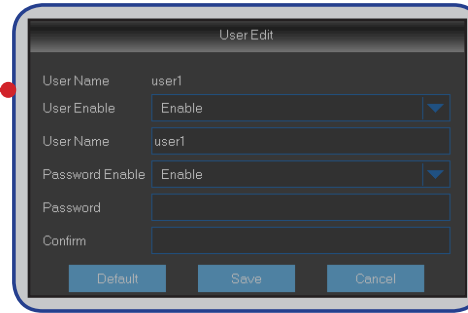 User Edit
User Name user1
User Enable Enable
User Name user1
Password Enable Enable
Password
Confirm
Default Save Cancel